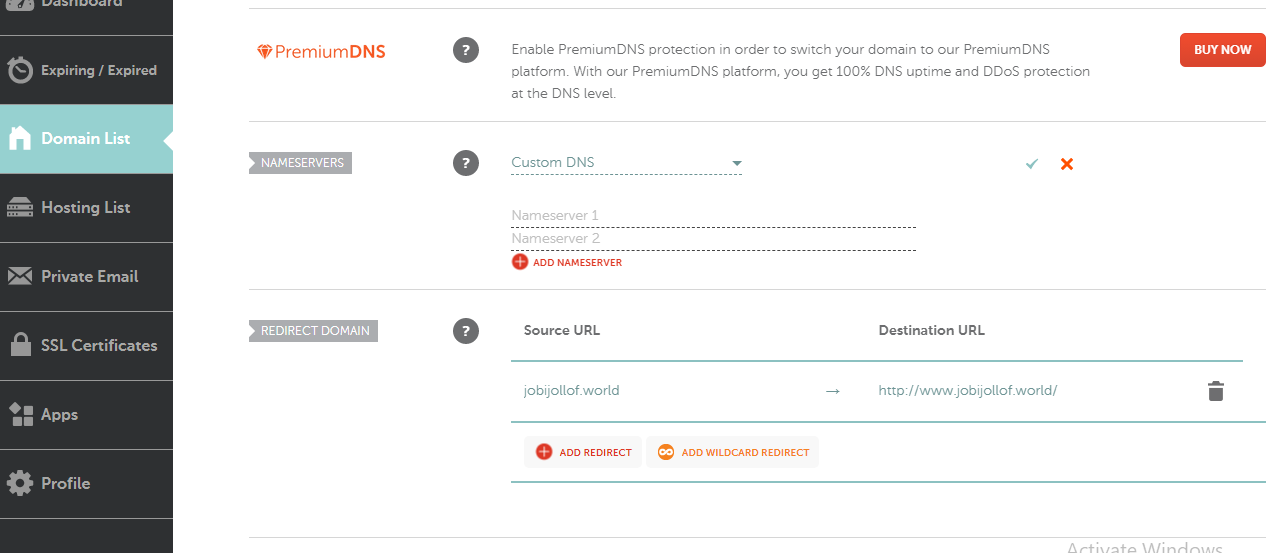 Dashboard
Expiring / Expired
Domain List
Hosting List
Private Email
SSL Certificates
Apps
Profile
PremiumDNS
?
Enable PremiumDNS protection in order to switch your domain to our PremiumDNS
platform. With our PremiumDNS platform, you get 100% DNS uptime and DDoS protection
at the DNS level.
BUY NOW
NAMESERVERS
?
Custom DNS
Nameserver 1
Nameserver 2
ADD NAMESERVER
REDIRECT DOMAIN
?
Source URL Destination URL
jobijollof.world → http://www.jobijollof.world/
ADD REDIRECT ADD WILDCARD REDIRECT
Activate Windows